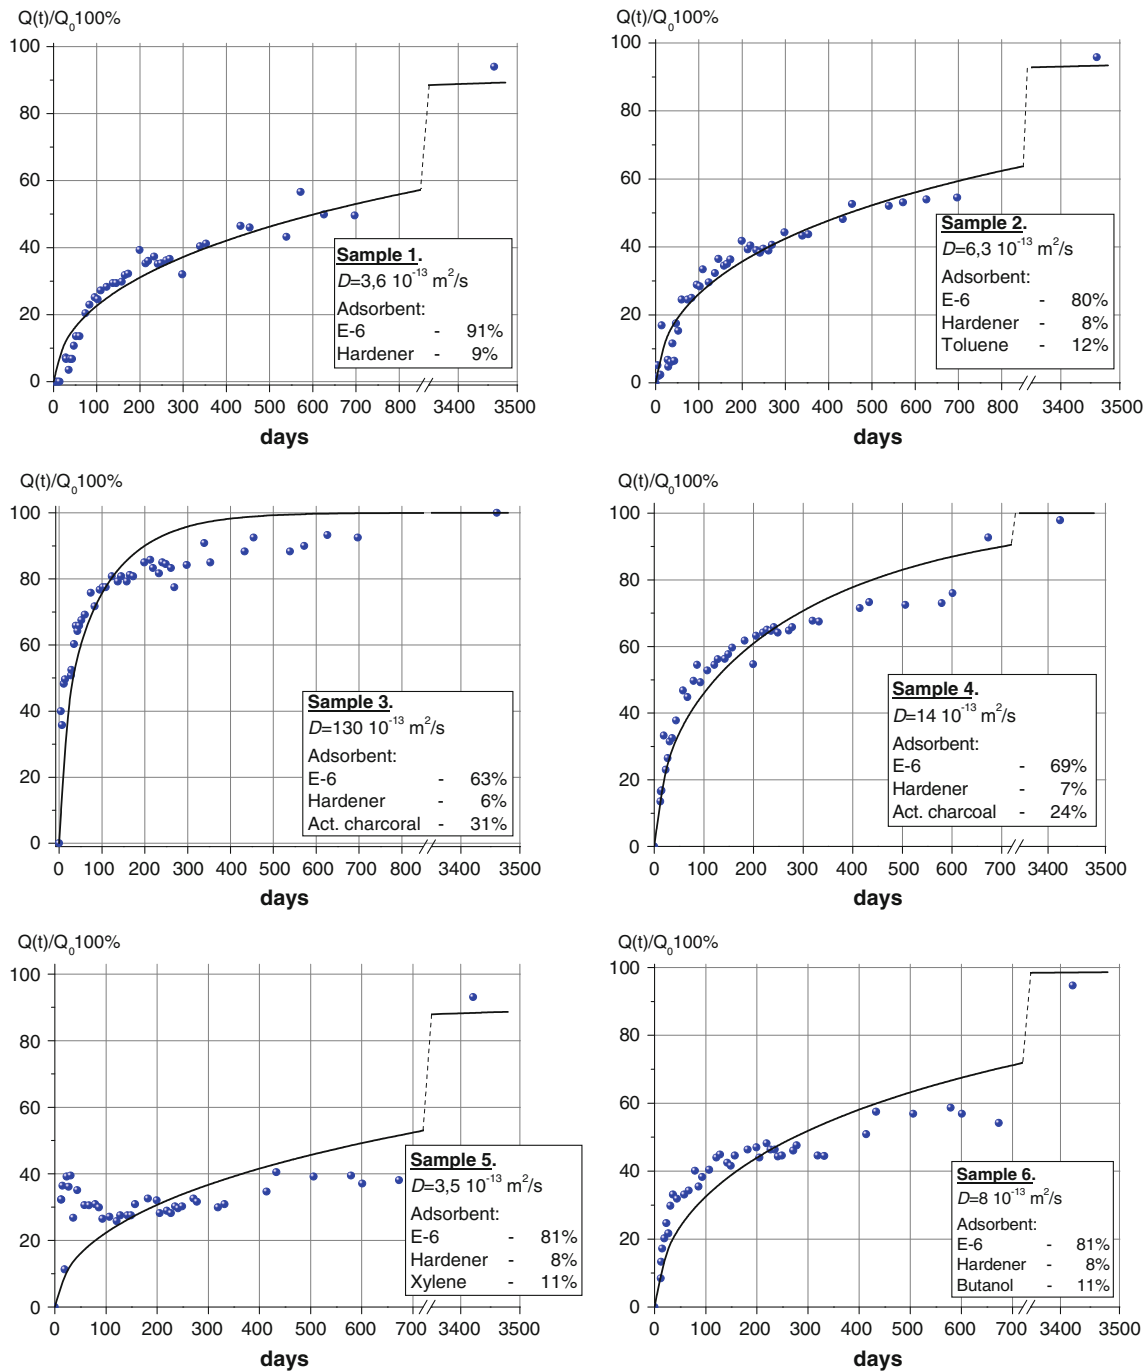 Q(t)/Q₀100%
100
80
60
40
20
0
0 100 200 300 400 500 600 700 800 3400 3500
days
Sample 1.
D=3,6 10⁻¹³ m²/s
Adsorbent:
E-6 - 91%
Hardener - 9%
Q(t)/Q₀100%
100
80
60
40
20
0
0 100 200 300 400 500 600 700 800 3400 3500
days
Sample 2.
D=6,3 10⁻¹³ m²/s
Adsorbent:
E-6 - 80%
Hardener - 8%
Toluene - 12%
Q(t)/Q₀100%
100
80
60
40
20
0
0 100 200 300 400 500 600 700 800 3400 3500
days
Sample 3.
D=130 10⁻¹³ m²/s
Adsorbent:
E-6 - 63%
Hardener - 6%
Act. charcoral - 31%
Q(t)/Q₀100%
100
80
60
40
20
0
0 100 200 300 400 500 600 700 3400 3500
days
Sample 4.
D=14 10⁻¹³ m²/s
Adsorbent:
E-6 - 69%
Hardener - 7%
Act. charcoal - 24%
Q(t)/Q₀100%
100
80
60
40
20
0
0 100 200 300 400 500 600 700 3400 3500
days
Sample 5.
D=3,5 10⁻¹³ m²/s
Adsorbent:
E-6 - 81%
Hardener - 8%
Xylene - 11%
Q(t)/Q₀100%
100
80
60
40
20
0
0 100 200 300 400 500 600 700 3400 3500
days
Sample 6.
D=8 10⁻¹³ m²/s
Adsorbent:
E-6 - 81%
Hardener - 8%
Butanol - 11%